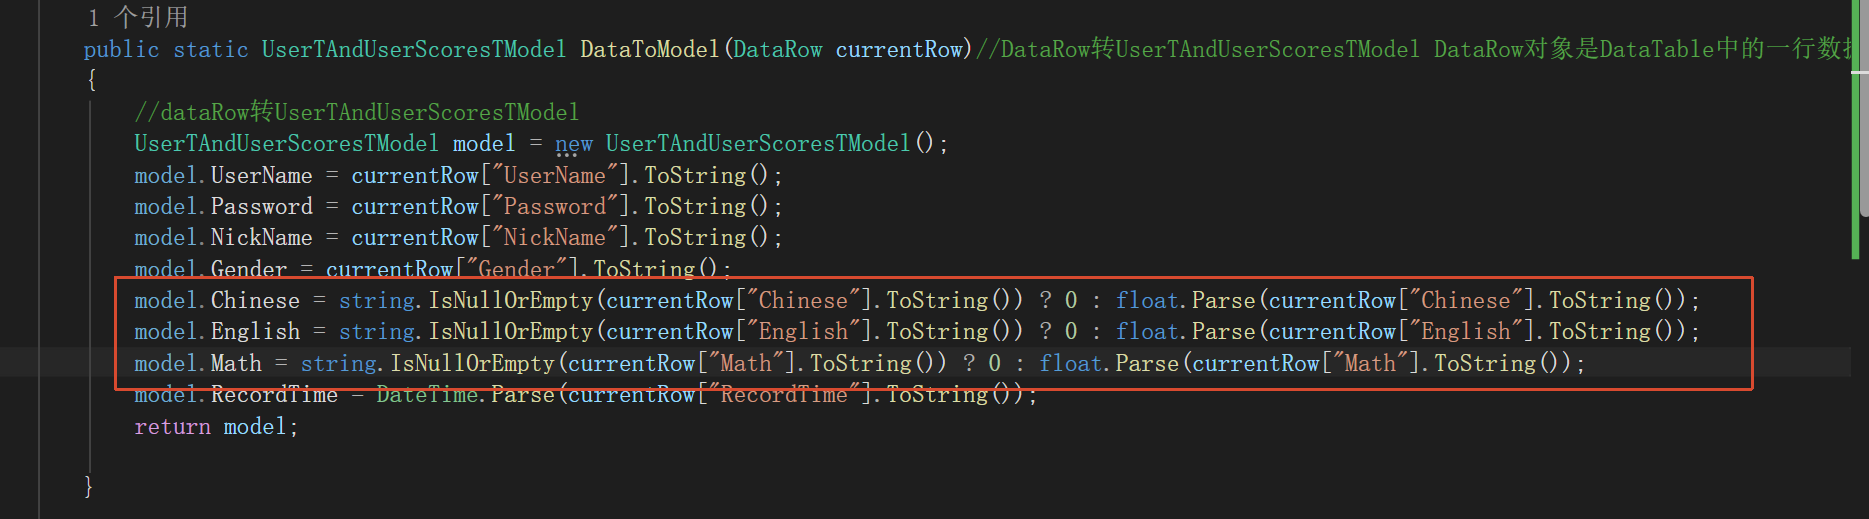 1 个引用
public static UserTAndUserScoresTModel DataToModel(DataRow currentRow)//DataRow转UserTAndUserScoresTModel DataRow对象是DataTable中的一行数据
{
//dataRow转UserTAndUserScoresTModel
UserTAndUserScoresTModel model = new UserTAndUserScoresTModel();
model.UserName = currentRow["UserName"].ToString();
model.Password = currentRow["Password"].ToString();
model.NickName = currentRow["NickName"].ToString();
model.Gender = currentRow["Gender"].ToString();
model.Chinese = string.IsNullOrEmpty(currentRow["Chinese"].ToString()) ? 0 : float.Parse(currentRow["Chinese"].ToString());
model.English = string.IsNullOrEmpty(currentRow["English"].ToString()) ? 0 : float.Parse(currentRow["English"].ToString());
model.Math = string.IsNullOrEmpty(currentRow["Math"].ToString()) ? 0 : float.Parse(currentRow["Math"].ToString());
model.RecordTime = DateTime.Parse(currentRow["RecordTime"].ToString());
return model;
}